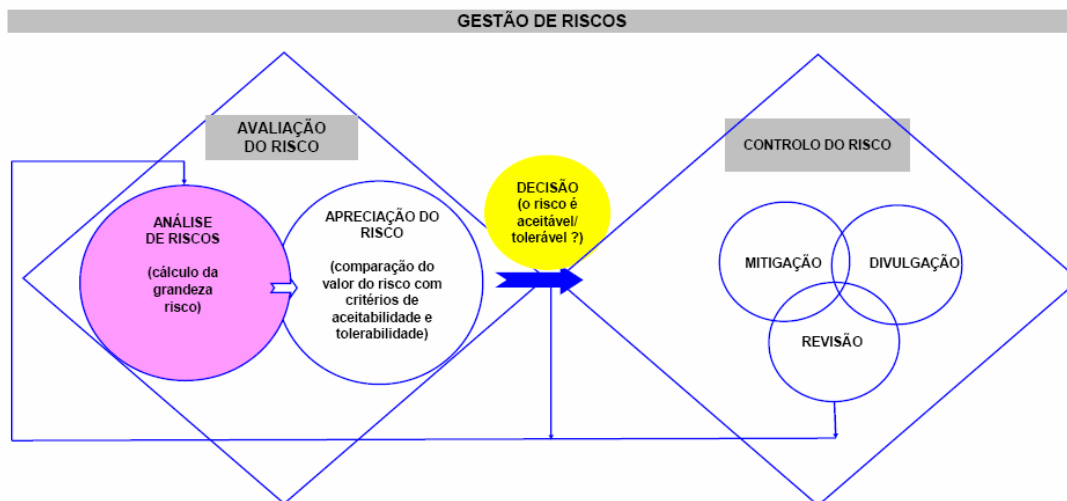 GESTÃO DE RISCOS
AVALIAÇÃO
DO RISCO
ANÁLISE
DE RISCOS
(cálculo da
grandeza
risco)
APRECIAÇÃO DO
RISCO
(comparação do
valor do risco com
critérios de
aceitabilidade e
tolerabilidade)
DECISÃO
(o risco é
aceitável/
tolerável ?)
CONTROLO DO RISCO
MITIGAÇÃO
DIVULGAÇÃO
REVISÃO